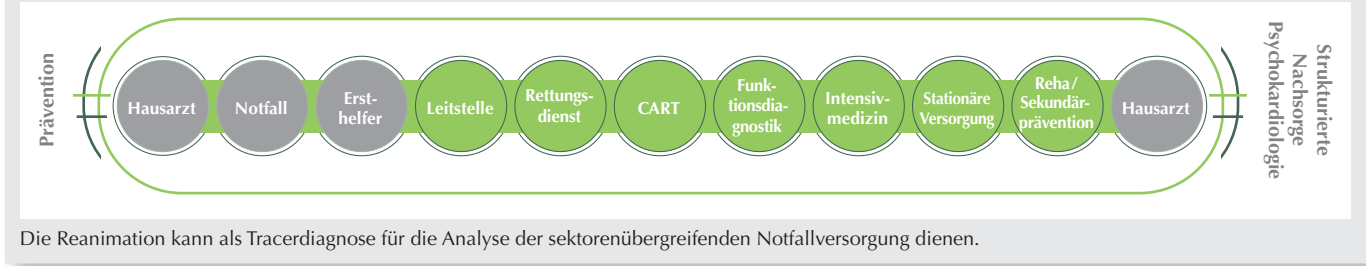 Prävention
Hausarzt
Notfall
Erst-
helfer
Leitstelle
Rettungs-
dienst
CART
Funk-
tionsdia-
gnostik
Intensiv-
medizin
Stationäre
Versorgung
Reha/
Sekundär-
prävention
Hausarzt
Strukturierte
Nachsorge
Psychokardiologie
Die Reanimation kann als Tracerdiagnose für die Analyse der sektorenübergreifenden Notfallversorgung dienen.